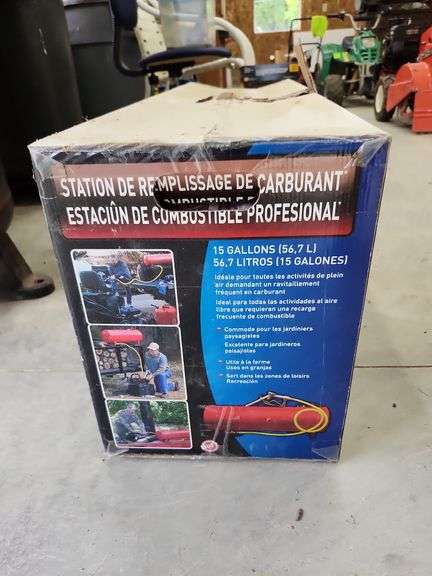 STATION DE REMPLISSAGE DE CARBURANT
COMBUSTIBLE
ESTACIÛN DE COMBUSTIBLE PROFESIONAL
15 GALLONS (56,7 L)
56,7 LITROS (15 GALONES)
Idéale pour toutes les activités de plein
air demandant un ravitaillement
fréquent en carburant
Ideal para todas las actividades al aire
libre que requieran una recarga
frecuente de combustible
• Commode pour les jardiniers
paysagistes
Excelente para jardineros
paisajistas
• Utile à la ferme
Usos en granjas
• Sert dans les zones de loisirs.
Recreación